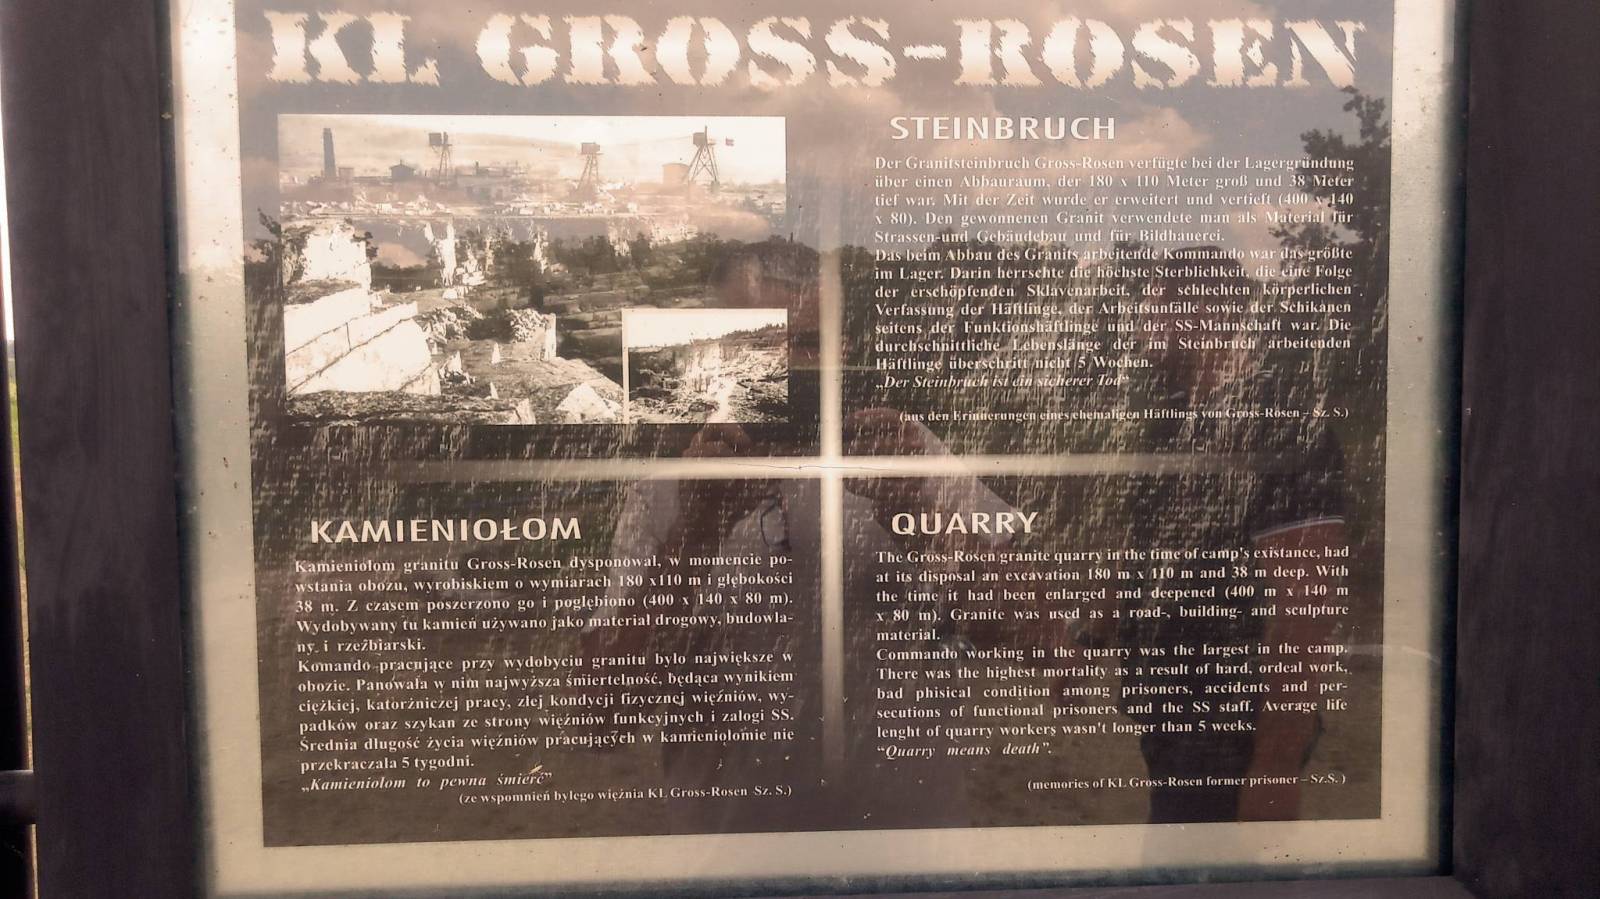 KL GROSS-ROSEN
STEINBRUCH
Der Granitsteinbruch Gross-Rosen verfügte bei der Lagergründung
über einen Abbauraum, der 180 x 110 Meter groß und 38 Meter
tief war. Mit der Zeit wurde er erweitert und vertieft (400 x 140
x 80). Den gewonnenen Granit verwendete man als Material für
Strassen-und Gebäudebau und für Bildhauerei.
Das beim Abbau des Granits arbeitende Kommando war das größte
im Lager. Darin herrschte die höchste Sterblichkeit, die eine Folge
der erschöpfenden Sklavenarbeit, der schlechten körperlichen
Verfassung der Häftlinge, der Arbeitsunfälle sowie der Schikanen
seitens der Funktionshäftlinge und der SS-Mannschaft war. Die
durchschnittliche Lebenslänge der im Steinbruch arbeitenden
Häftlinge überschritt nicht 5 Wochen.
„Der Steinbruch ist ein sicherer Tod”
(aus den Erinnerungen eines ehemaligen Häftlings von Gross-Rosen – Sz. S.)
KAMIENIOŁOM
Kamieniołom granitu Gross-Rosen dysponował, w momencie po-
wstania obozu, wyrobiskiem o wymiarach 180 x110 m i głębokości
38 m. Z czasem poszerzono go i pogłębiono (400 x 140 x 80 m).
Wydobywany tu kamień używano jako materiał drogowy, budowla-
ny i rzeźbiarski.
Komando pracujące przy wydobyciu granitu było największe w
obozie. Panowała w nim najwyższa śmiertelność, będąca wynikiem
ciężkiej, katorżniczej pracy, złej kondycji fizycznej więźniów, wy-
padków oraz szykan ze strony więźniów funkcyjnych i załogi SS.
Średnia długość życia więźniów pracujących w kamieniołomie nie
przekraczała 5 tygodni.
„Kamieniołom to pewna śmierć”
(ze wspomnień byłego więźnia KL Gross-Rosen Sz. S.)
QUARRY
The Gross-Rosen granite quarry in the time of camp's existance, had
at its disposal an excavation 180 m x 110 m and 38 m deep. With
the time it had been enlarged and deepened (400 m x 140 m
x 80 m). Granite was used as a road-, building- and sculpture
material.
Commando working in the quarry was the largest in the camp.
There was the highest mortality as a result of hard, ordeal work,
bad phisical condition among prisoners, accidents and per-
secutions of functional prisoners and the SS staff. Average life
lenght of quarry workers wasn't longer than 5 weeks.
“Quarry means death”.
(memories of KL Gross-Rosen former prisoner – Sz.S. )